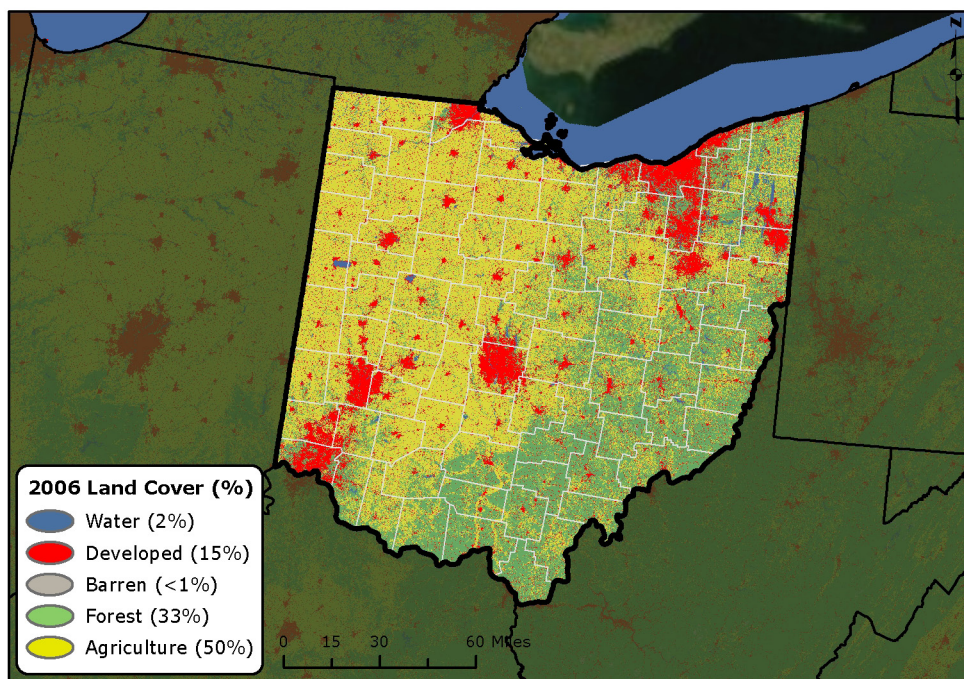 N
2006 Land Cover (%)
Water (2%)
Developed (15%)
Barren (<1%)
Forest (33%)
Agriculture (50%)
0 15 30 60 Miles